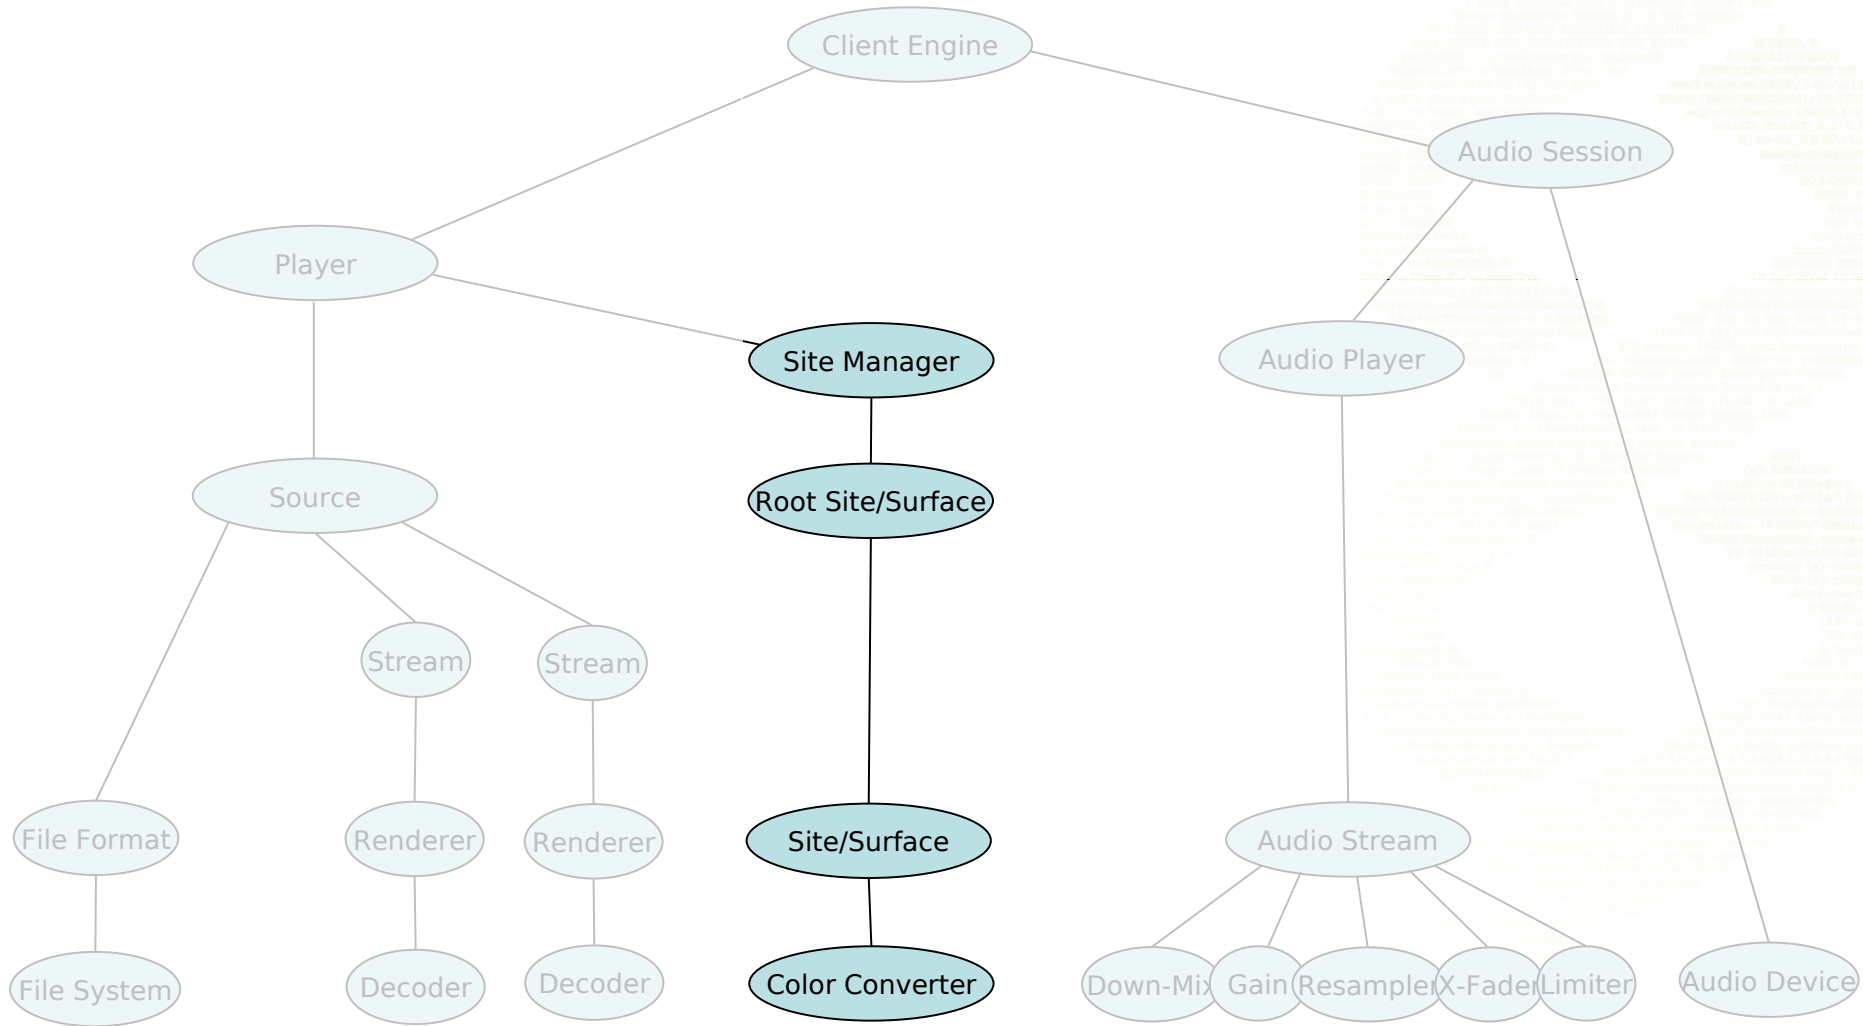 Client Engine
Audio Session
Player
Site Manager
Audio Player
Root Site/Surface
Source
Stream
Stream
File Format
Renderer
Renderer
Site/Surface
Audio Stream
File System
Decoder
Decoder
Color Converter
Down-Mix
Gain
Resampler
X-Fader
Limiter
Audio Device